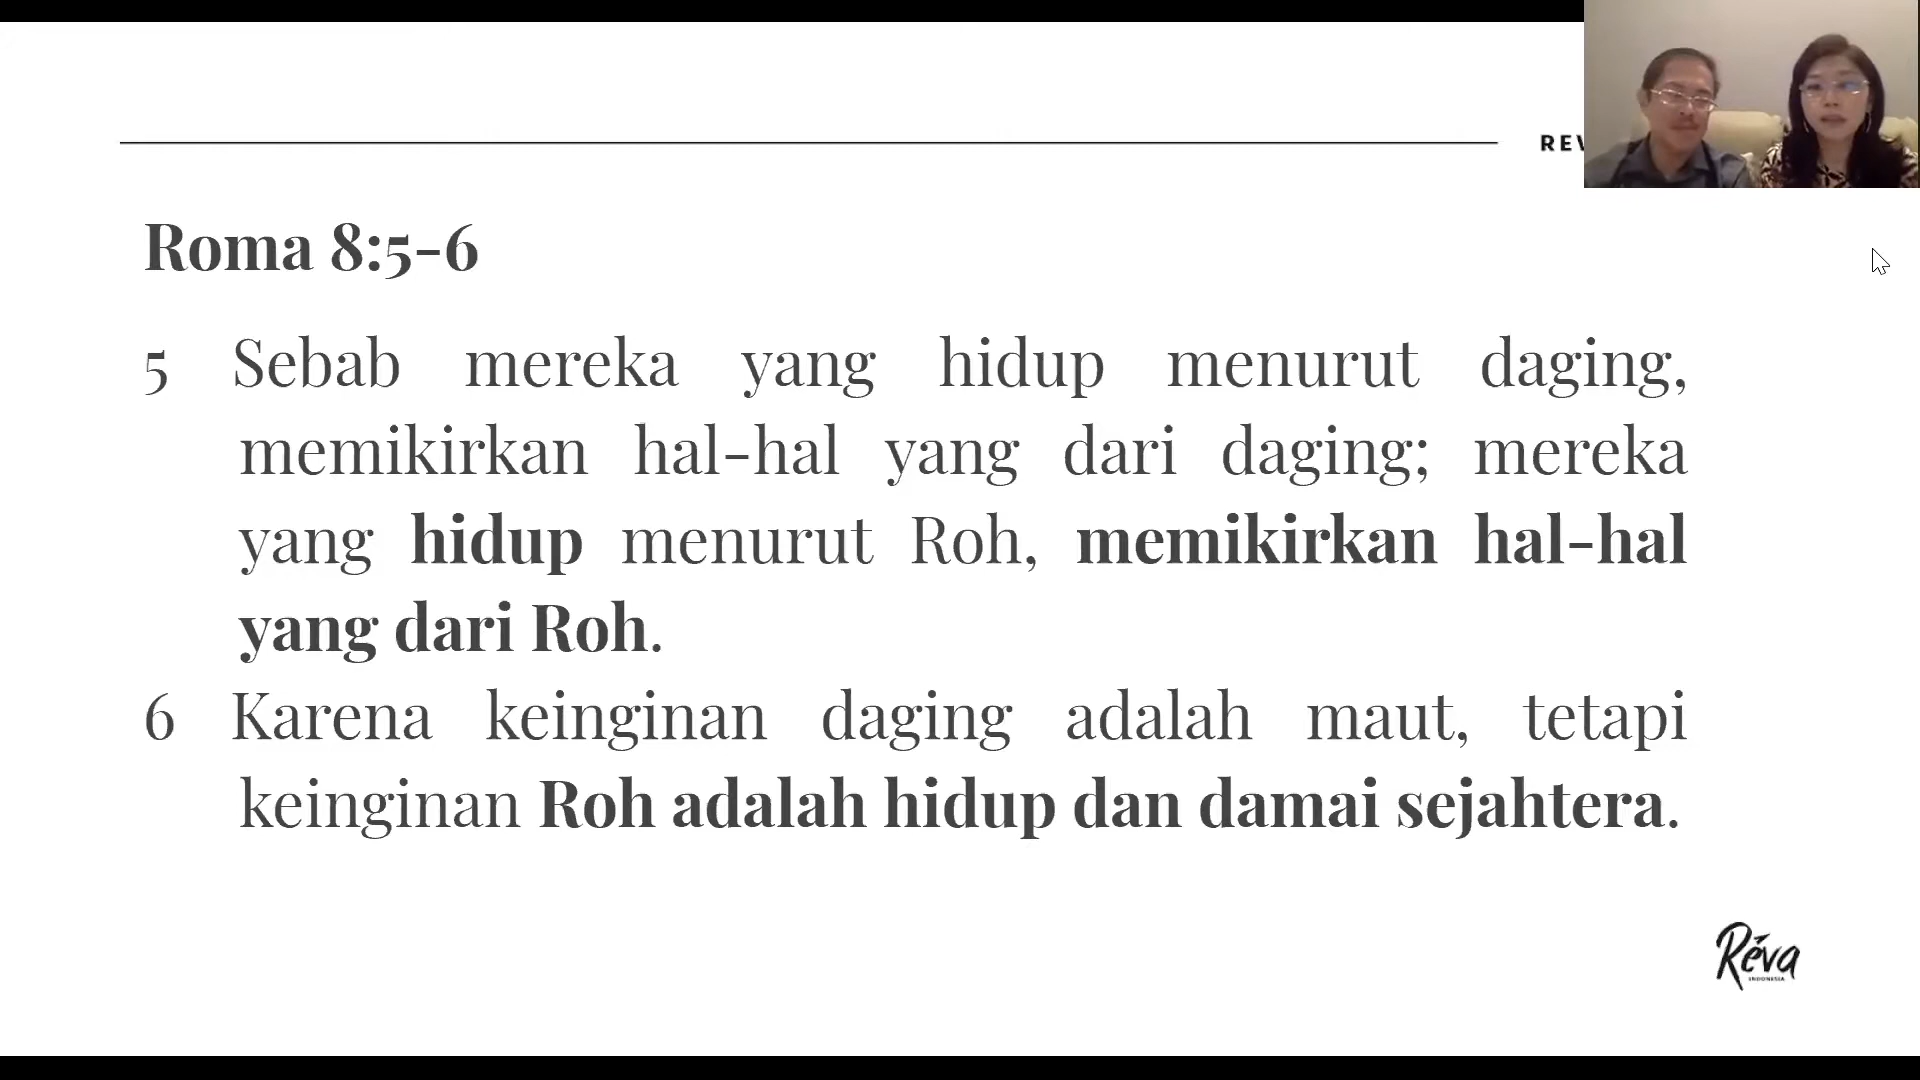 Roma 8:5-6
5 Sebab mereka yang hidup menurut daging,
memikirkan hal-hal yang dari daging; mereka
yang hidup menurut Roh, memikirkan hal-hal
yang dari Roh.
6 Karena keinginan daging adalah maut, tetapi
keinginan Roh adalah hidup dan damai sejahtera.
Réva
INDONESIA